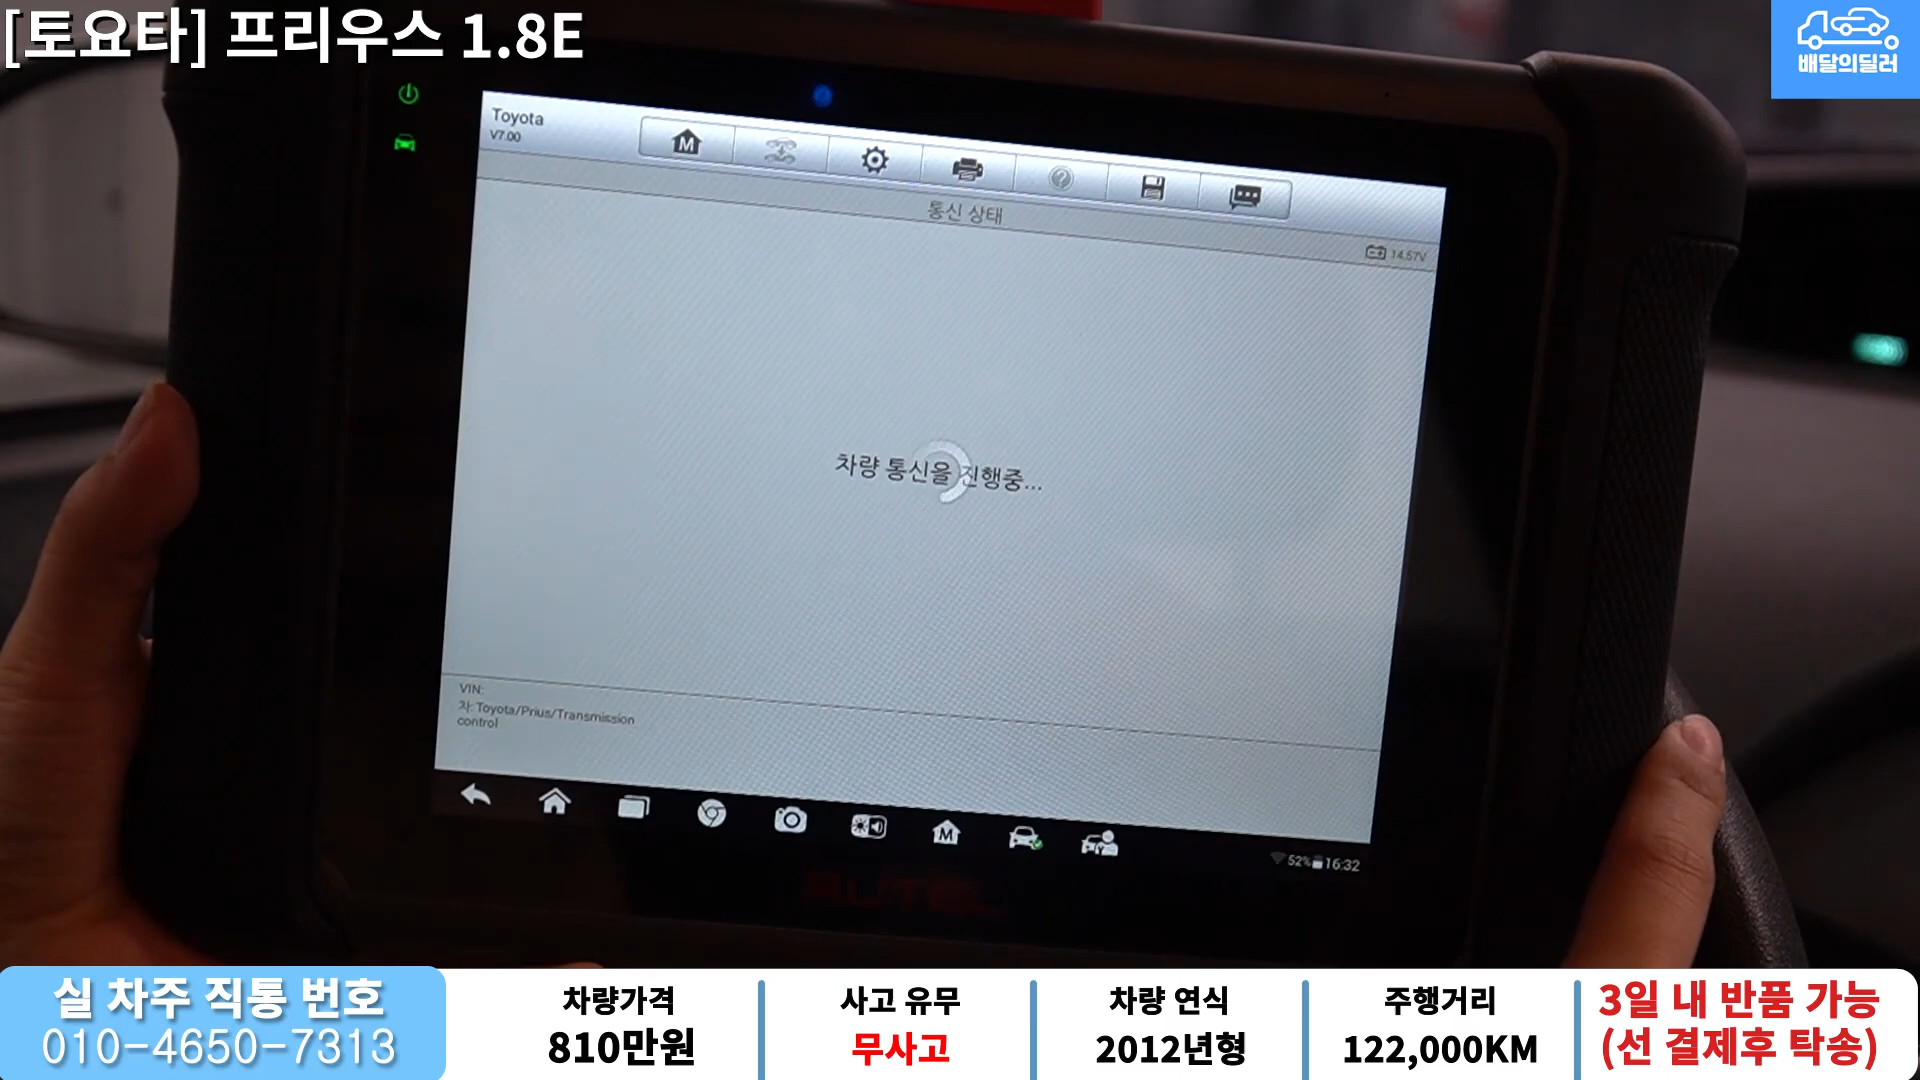 [토요타] 프리우스 1.8E
배달의딜러
Toyota
V7.00
M
통신 상태
14.57V
차량 통신을 진행중...
VIN:
차: Toyota/Prius/Transmission
control
M
52% 16:32
AUTEL
실 차주 직통 번호
010-4650-7313
차량가격
810만원
사고 유무
무사고
차량 연식
2012년형
주행거리
122,000KM
3일 내 반품 가능
(선 결제후 탁송)